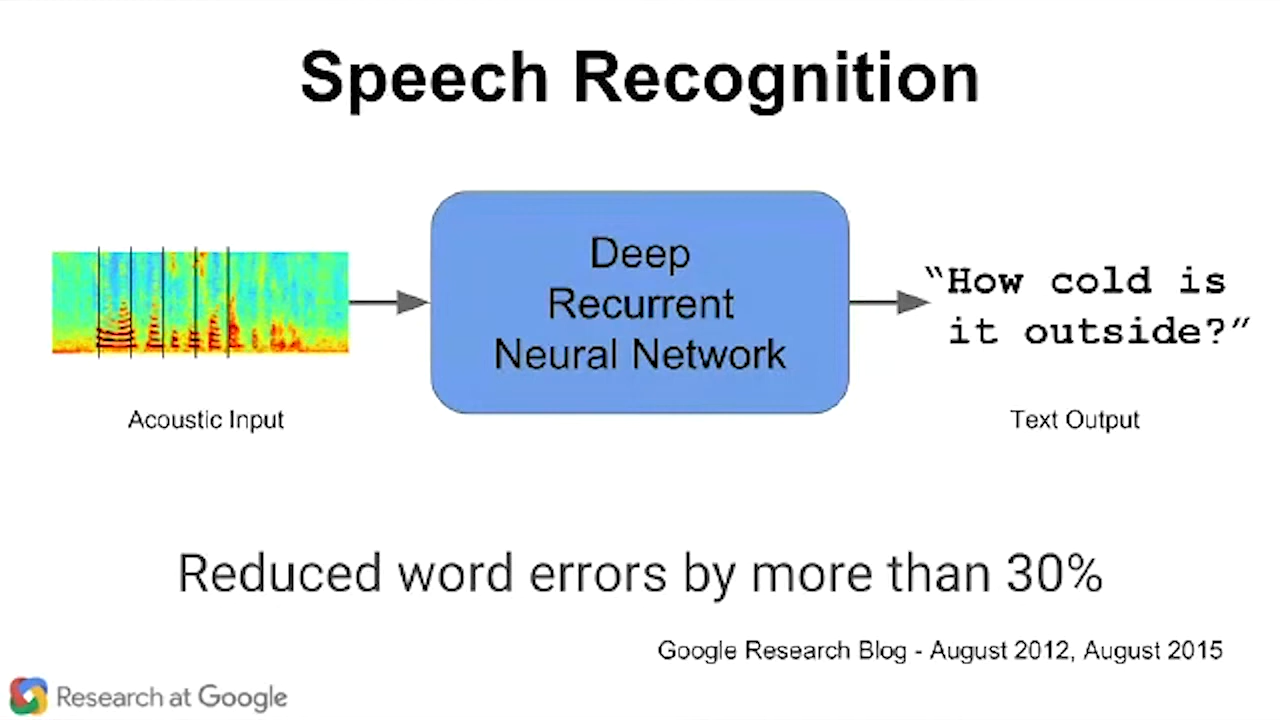 Speech Recognition
Deep
Recurrent
Neural Network
“How cold is
it outside?”
Acoustic Input
Text Output
Reduced word errors by more than 30%
Google Research Blog - August 2012, August 2015
Research at Google